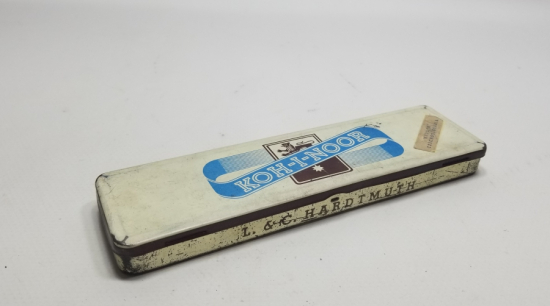 KOH-I-NOOR
L. & C. HARDTMUTH